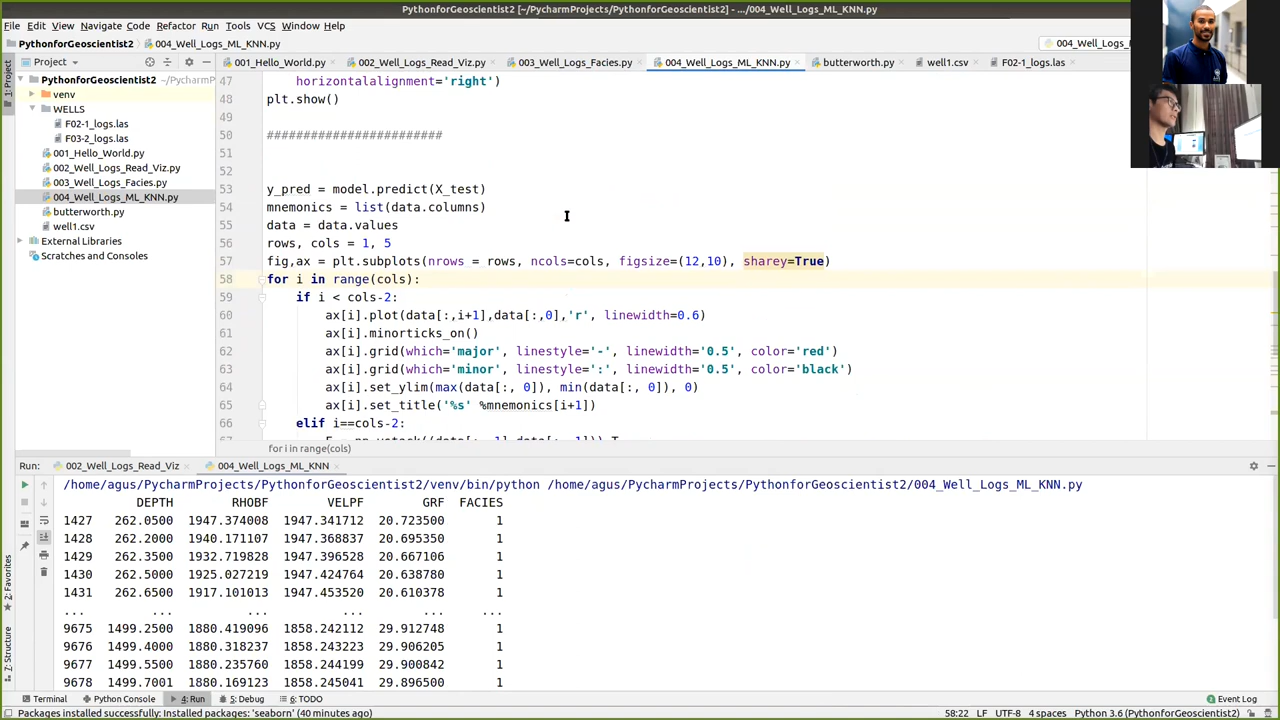 PythonforGeoscientist2 [~/PycharmProjects/PythonforGeoscientist2] - .../004_Well_Logs_ML_KNN.py
File Edit View Navigate Code Refactor Run Tools VCS Window Help
PythonforGeoscientist2 004_Well_Logs_ML_KNN.py 004_Well_Logs_
Project 001_Hello_World.py 002_Well_Logs_Read_Viz.py 003_Well_Logs_Facies.py 004_Well_Logs_ML_KNN.py butterworth.py well1.csv F02-1_logs.las
1: Project
PythonforGeoscientist2 ~/PycharmP
venv
WELLS
F02-1_logs.las
F03-2_logs.las
001_Hello_World.py
002_Well_Logs_Read_Viz.py
003_Well_Logs_Facies.py
004_Well_Logs_ML_KNN.py
butterworth.py
well1.csv
External Libraries
Scratches and Consoles
47 horizontalalignment='right')
48 plt.show()
49
50 ########################
51
52
53 y_pred = model.predict(X_test)
54 mnemonics = list(data.columns)
55 data = data.values
56 rows, cols = 1, 5
57 fig,ax = plt.subplots(nrows = rows, ncols=cols, figsize=(12,10), sharey=True)
58 for i in range(cols):
59 if i < cols-2:
60 ax[i].plot(data[:,i+1],data[:,0],'r', linewidth=0.6)
61 ax[i].minorticks_on()
62 ax[i].grid(which='major', linestyle='-', linewidth='0.5', color='red')
63 ax[i].grid(which='minor', linestyle=':', linewidth='0.5', color='black')
64 ax[i].set_ylim(max(data[:, 0]), min(data[:, 0]), 0)
65 ax[i].set_title('%s' %mnemonics[i+1])
66 elif i==cols-2:
for i in range(cols)
Run: 002_Well_Logs_Read_Viz 004_Well_Logs_ML_KNN
/home/agus/PycharmProjects/PythonforGeoscientist2/venv/bin/python /home/agus/PycharmProjects/PythonforGeoscientist2/004_Well_Logs_ML_KNN.py
DEPTH RHOBF VELPF GRF FACIES
1427 262.0500 1947.374008 1947.341712 20.723500 1
1428 262.2000 1940.171107 1947.368837 20.695350 1
1429 262.3500 1932.719828 1947.396528 20.667106 1
1430 262.5000 1925.027219 1947.424764 20.638780 1
1431 262.6500 1917.101013 1947.453520 20.610378 1
... ... ... ... ... ...
9675 1499.2500 1880.419096 1858.242112 29.912748 1
9676 1499.4000 1880.318237 1858.243223 29.906205 1
9677 1499.5500 1880.235760 1858.244199 29.900842 1
9678 1499.7001 1880.169123 1858.245041 29.896500 1
2: Favorites
7: Structure
Terminal Python Console 4: Run 5: Debug 6: TODO Event Log
Packages installed successfully: Installed packages: 'seaborn' (40 minutes ago) 58:22 LF UTF-8 4 spaces Python 3.6 (PythonforGeoscientist2)